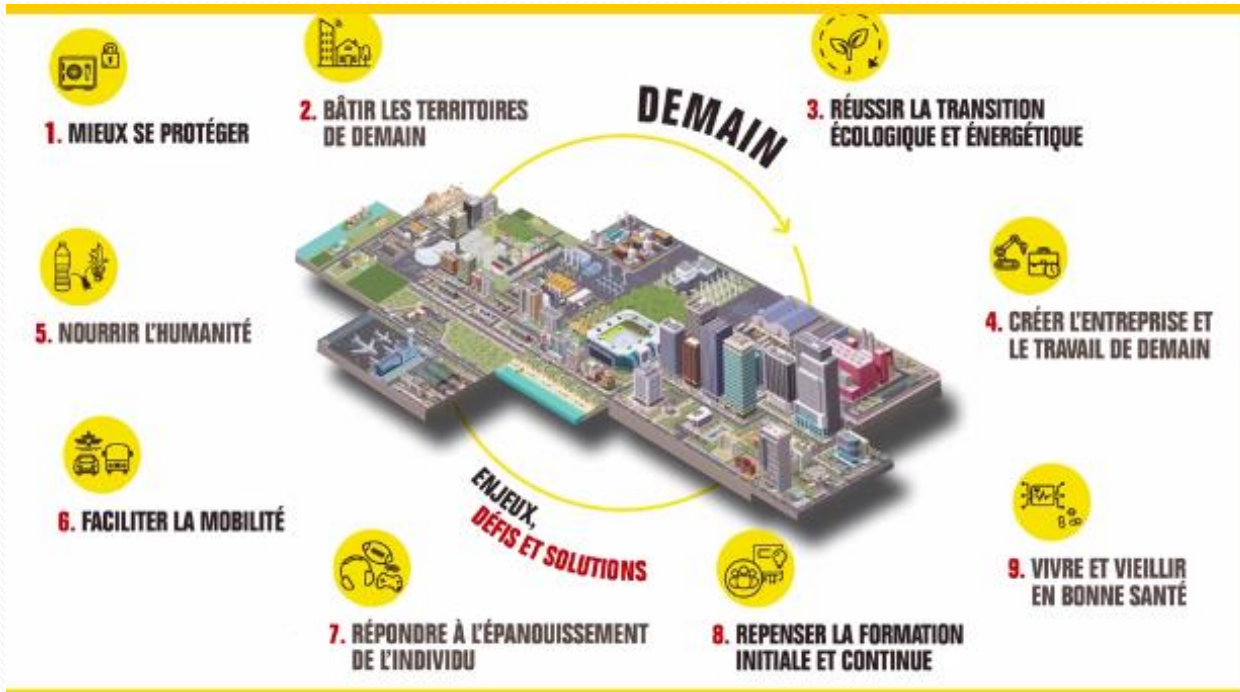 1. MIEUX SE PROTÉGER
2. BÂTIR LES TERRITOIRES
DE DEMAIN
DEMAIN
3. RÉUSSIR LA TRANSITION
ÉCOLOGIQUE ET ÉNERGÉTIQUE
4. CRÉER L'ENTREPRISE ET
LE TRAVAIL DE DEMAIN
5. NOURRIR L'HUMANITÉ
6. FACILITER LA MOBILITÉ
ENJEUX,
DÉFIS ET SOLUTIONS
7. RÉPONDRE À L'ÉPANOUISSEMENT
DE L'INDIVIDU
8. REPENSER LA FORMATION
INITIALE ET CONTINUE
9. VIVRE ET VIEILLIR
EN BONNE SANTÉ